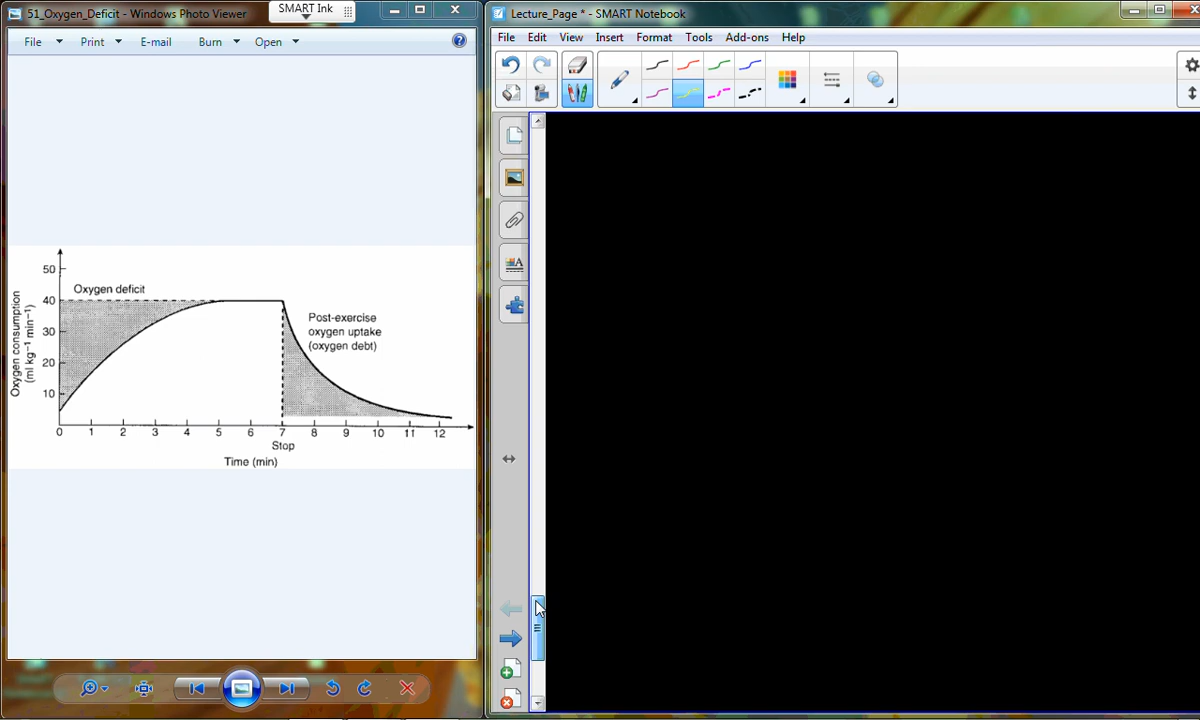 51_Oxygen_Deficit - Windows Photo Viewer
SMART Ink
File Print E-mail Burn Open
50
40
30
20
10
Oxygen consumption
(ml kg⁻¹ min⁻¹)
Oxygen deficit
Post-exercise
oxygen uptake
(oxygen debt)
0 1 2 3 4 5 6 7 8 9 10 11 12
Stop
Time (min)
Lecture_Page * - SMART Notebook
File Edit View Insert Format Tools Add-ons Help